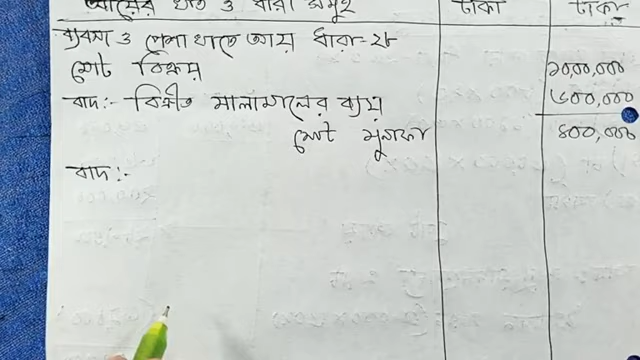 আয়ের খাত ও ধারা সমূহ টাকা টাকা
ব্যবসা ও পেশা খাতে আয় ধারা-২৮
মোট বিক্রয় ১০,০০,০০০
বাদ :- বিক্রীত মালামালের ব্যয় ৬০০,০০০
মোট মুনাফা ৪০০,০০০
বাদ :-